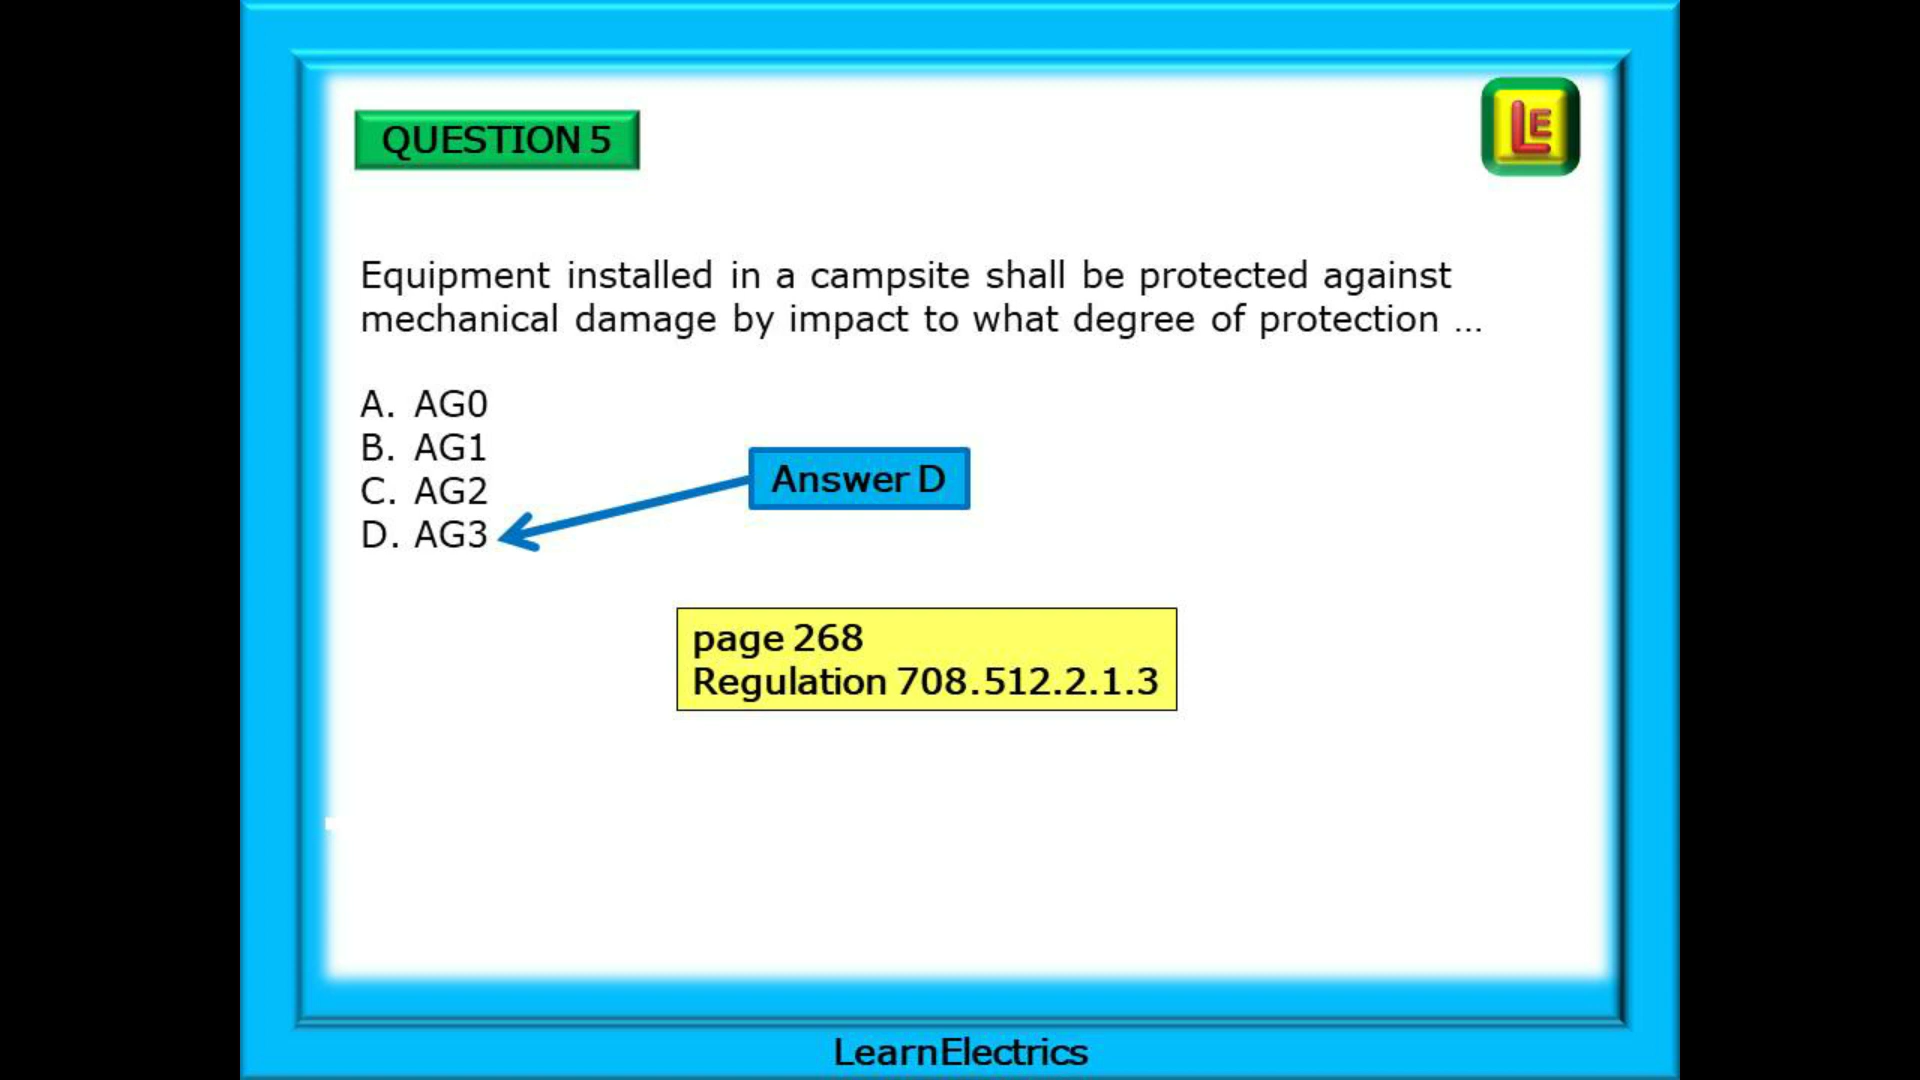 QUESTION 5
LE
Equipment installed in a campsite shall be protected against
mechanical damage by impact to what degree of protection ...
A. AG0
B. AG1
C. AG2
D. AG3
Answer D
page 268
Regulation 708.512.2.1.3
LearnElectrics